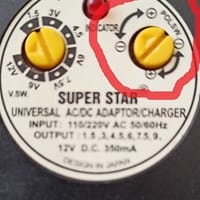 INDICATOR
POLSW.
1.5 3V 4.5 6V 7.5 9V 12V
V.SW.
SUPER STAR
UNIVERSAL AC/DC ADAPTOR/CHARGER
INPUT: 110/220V AC 50/60Hz
OUTPUT: 1.5, 3, 4.5, 6, 7.5, 9,
12V D.C. 350mA
DESIGN IN JAPAN